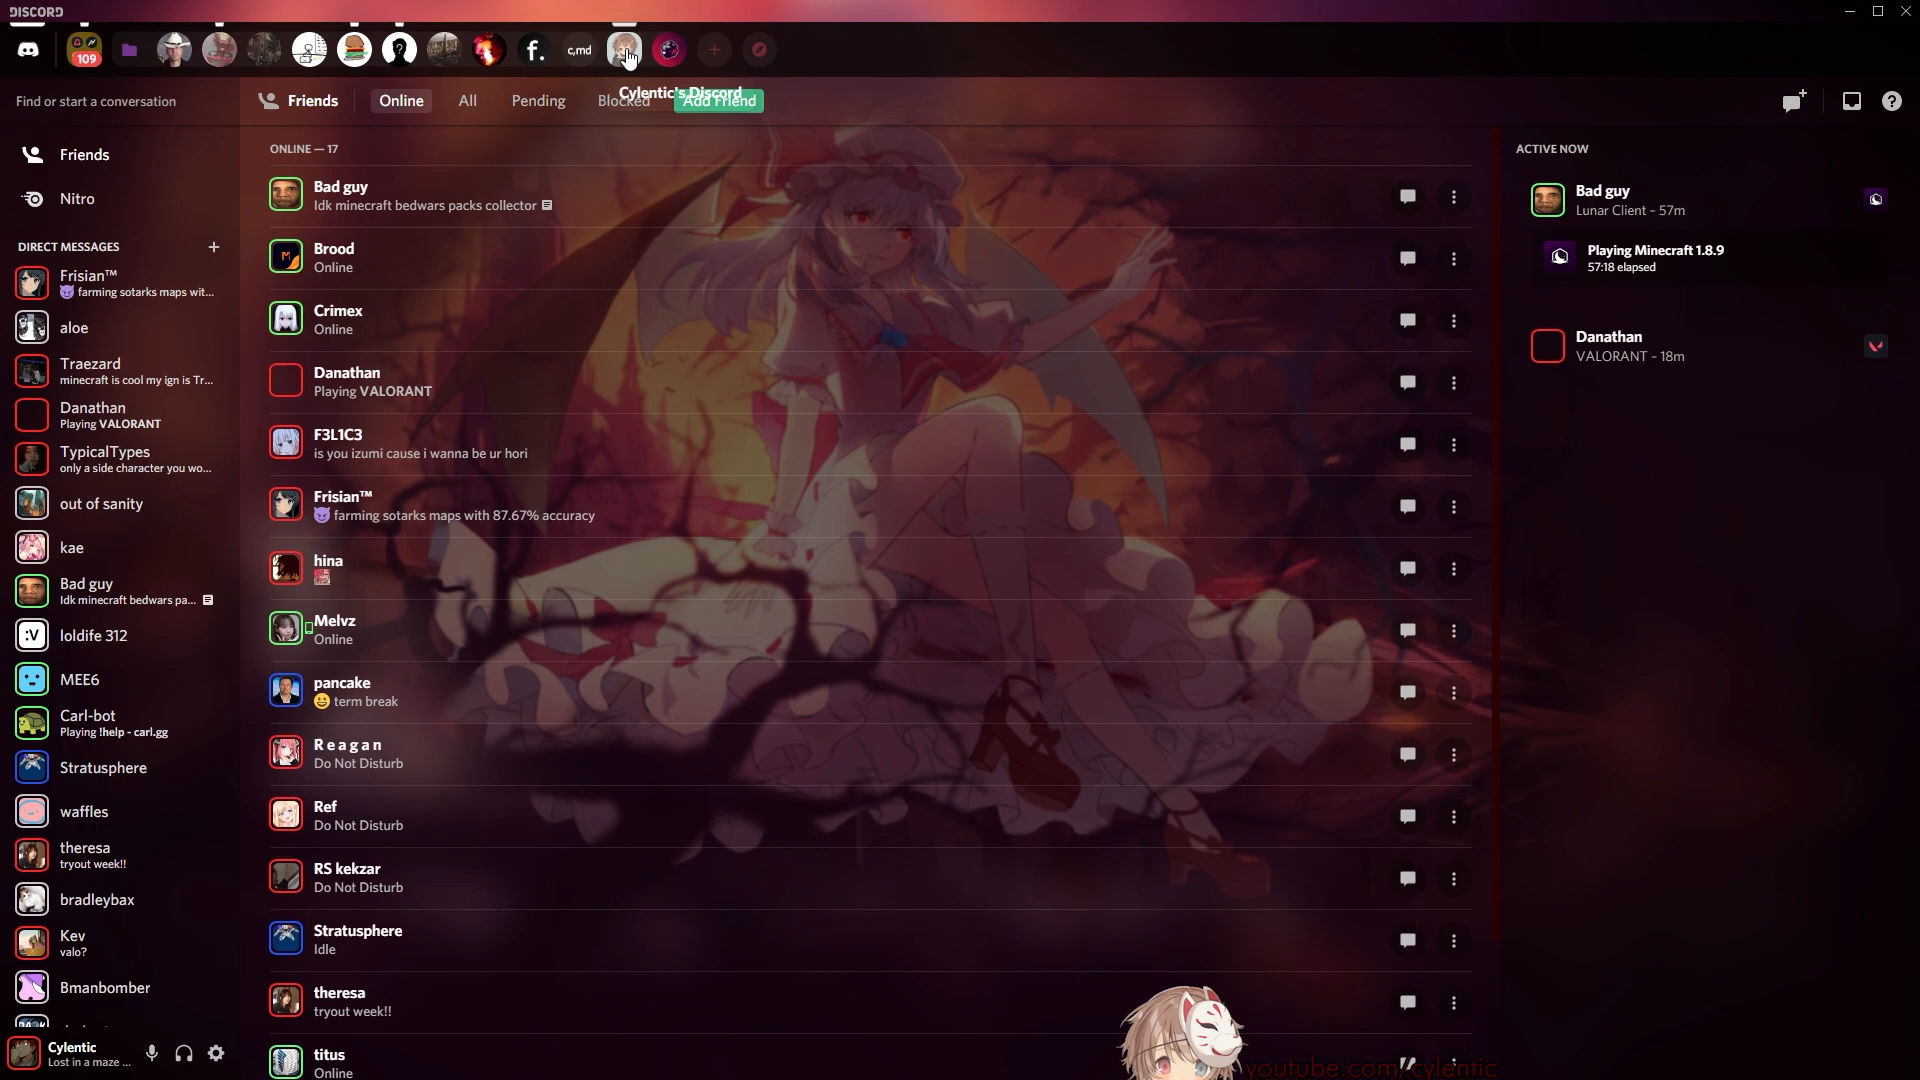 DISCORD
109
f.
c,md
Find or start a conversation
Friends
Online
All
Pending
Blocked
Cylentic's Discord
Add Friend
Friends
Nitro
DIRECT MESSAGES
Frisian™
farming sotarks maps wit...
aloe
Traezard
minecraft is cool my ign is Tr...
Danathan
Playing VALORANT
TypicalTypes
only a side character you wo...
out of sanity
kae
Bad guy
Idk minecraft bedwars pa...
:V
loldife 312
MEE6
Carl-bot
Playing !help - carl.gg
Stratusphere
waffles
theresa
tryout week!!
bradleybax
Kev
valo?
Bmanbomber
Cylentic
Lost in a maze ...
ONLINE — 17
Bad guy
Idk minecraft bedwars packs collector
M
Brood
Online
Crimex
Online
Danathan
Playing VALORANT
F3L1C3
is you izumi cause i wanna be ur hori
Frisian™
farming sotarks maps with 87.67% accuracy
hina
Melvz
Online
pancake
term break
R e a g a n
Do Not Disturb
Ref
Do Not Disturb
RS kekzar
Do Not Disturb
Stratusphere
Idle
theresa
tryout week!!
titus
Online
ACTIVE NOW
Bad guy
Lunar Client – 57m
Playing Minecraft 1.8.9
57:18 elapsed
Danathan
VALORANT – 18m
youtube.com/cylentic